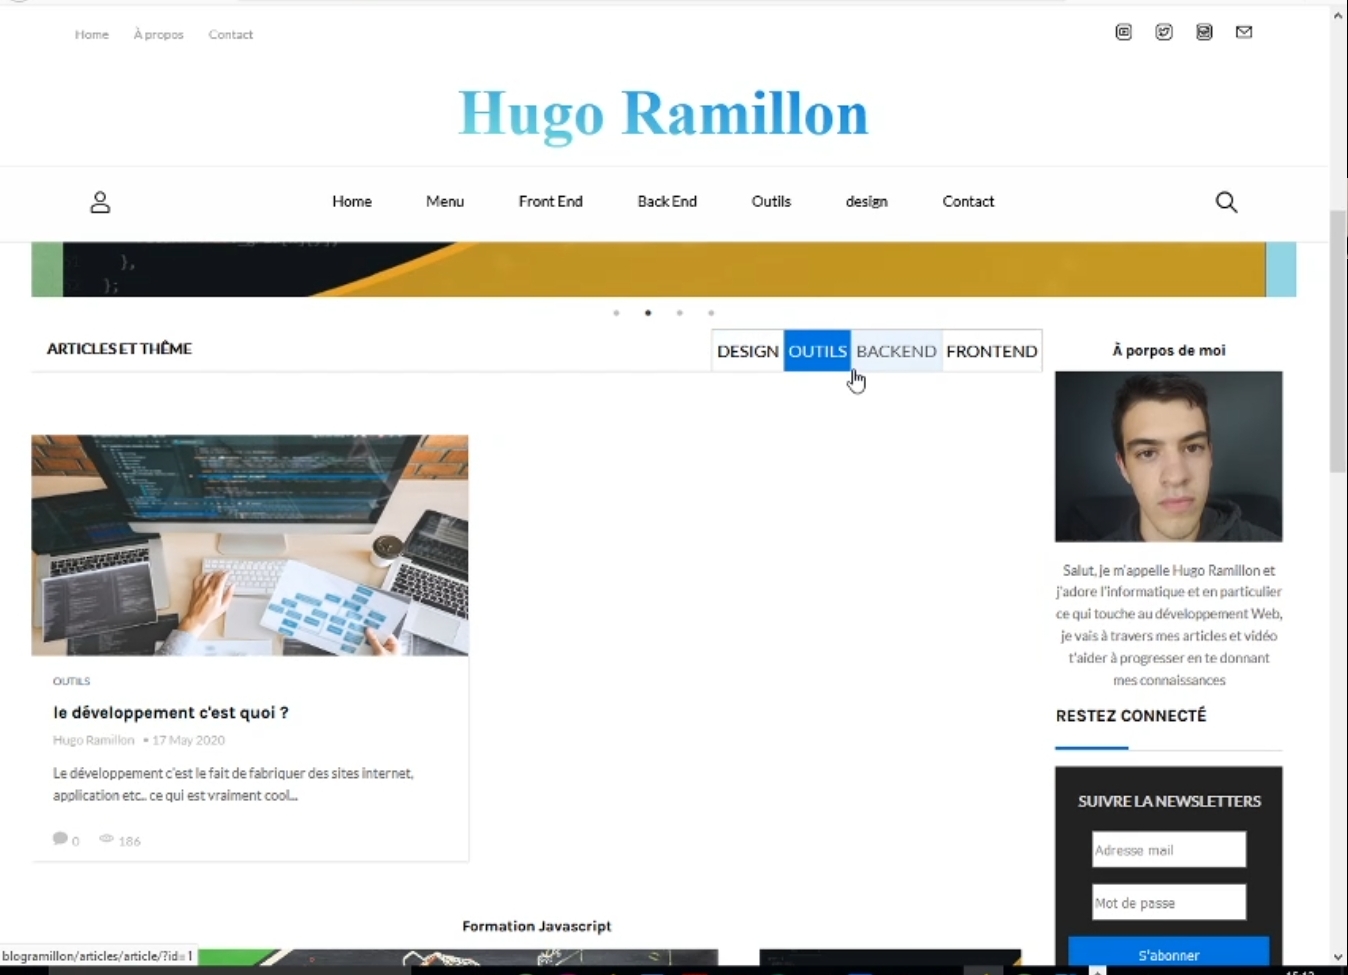 Home À propos Contact
Hugo Ramillon
Home Menu Front End Back End Outils design Contact
},
};
ARTICLES ET THÊME
DESIGN OUTILS BACKEND FRONTEND
À porpos de moi
Salut, je m'appelle Hugo Ramillon et
j'adore l'informatique et en particulier
ce qui touche au développement Web,
je vais à travers mes articles et vidéo
t'aider à progresser en te donnant
mes connaissances
OUTILS
le développement c'est quoi ?
Hugo Ramillon • 17 May 2020
Le développement c'est le fait de fabriquer des sites internet,
application etc.. ce qui est vraiment cool...
0 186
RESTEZ CONNECTÉ
SUIVRE LA NEWSLETTERS
Adresse mail
Mot de passe
S'abonner
Formation Javascript
blogramillon/articles/article/?id=1